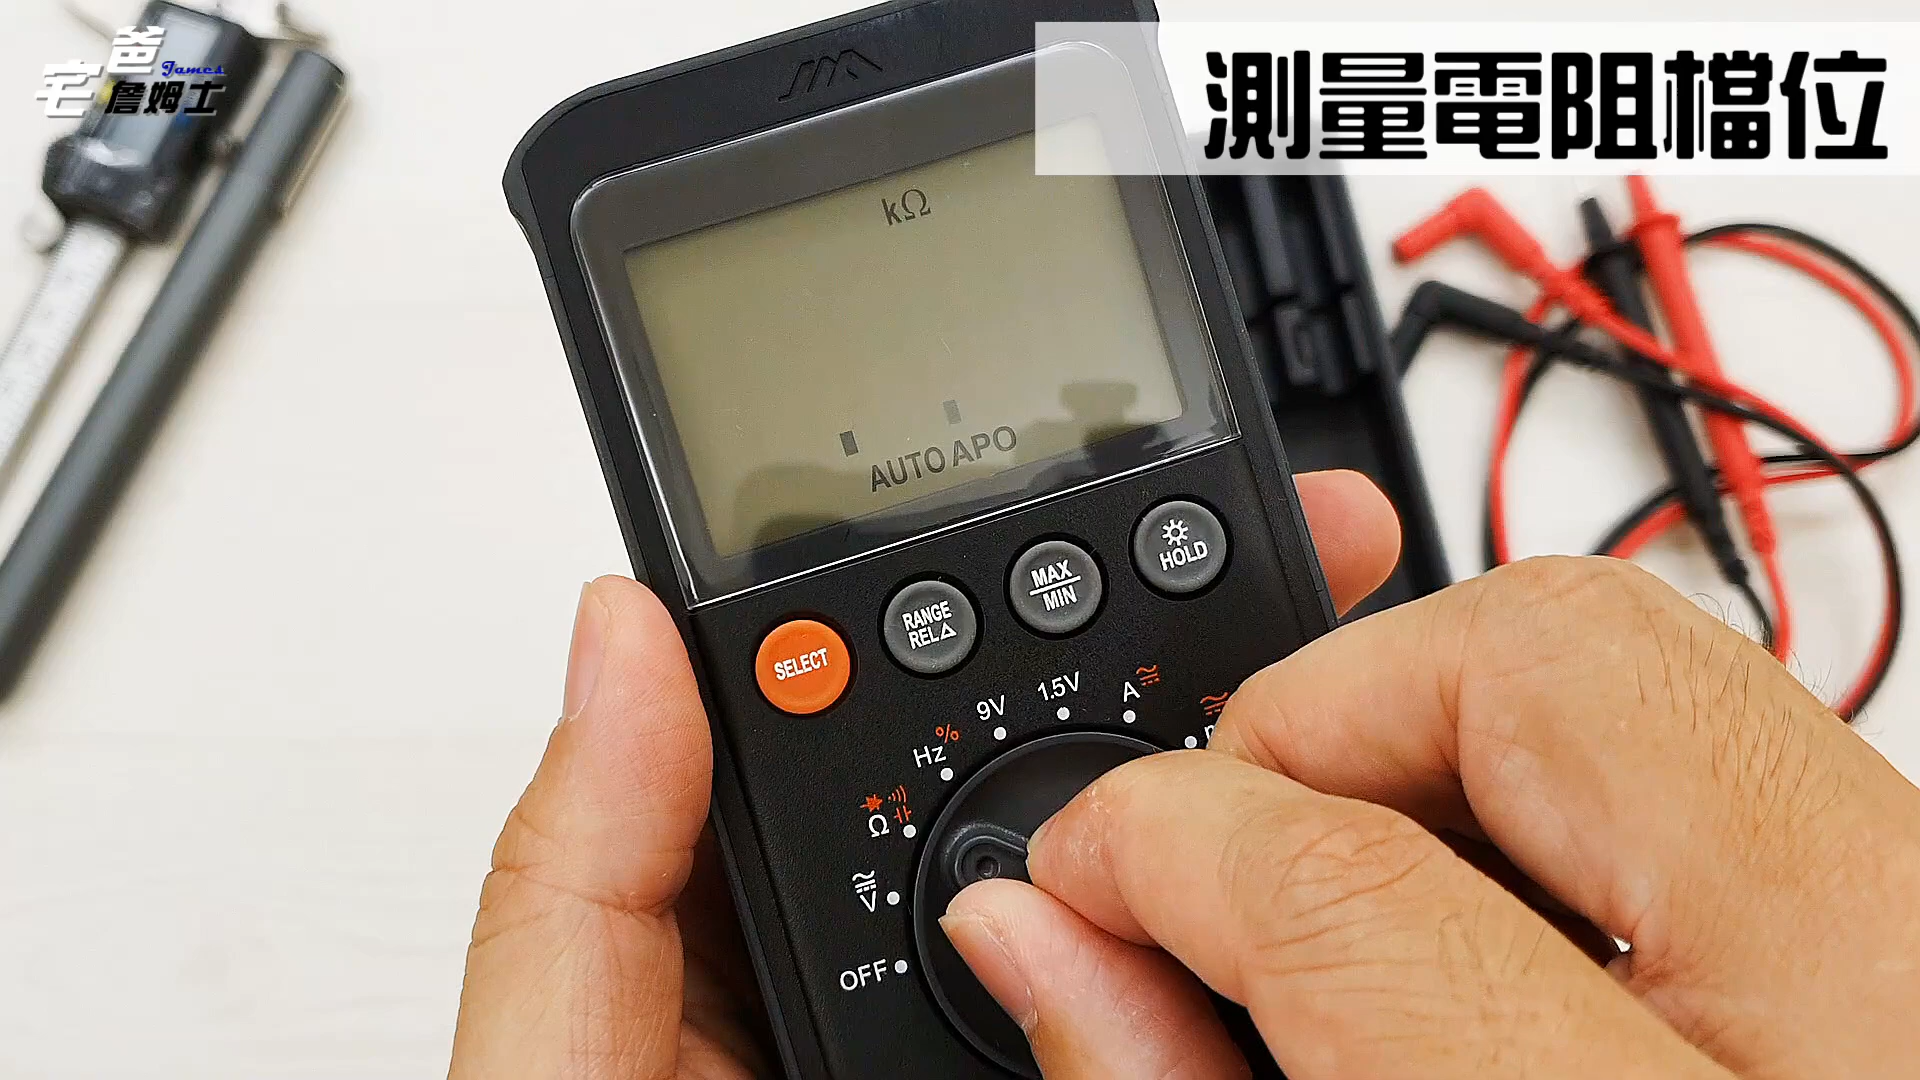 宅爸
James
詹姆士
測量電阻檔位
kΩ
AUTO APO
SELECT
RANGE
REL△
MAX
MIN
HOLD
9V
1.5V
A
Hz %
Ω
V
OFF